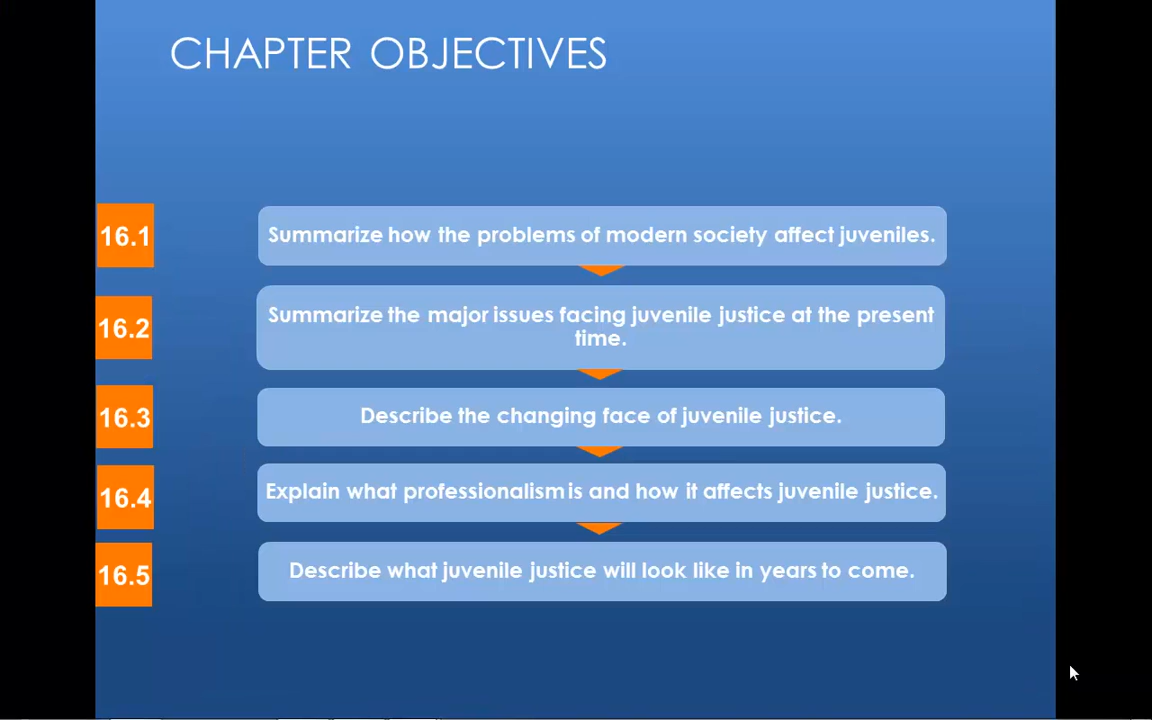 CHAPTER OBJECTIVES
16.1
Summarize how the problems of modern society affect juveniles.
16.2
Summarize the major issues facing juvenile justice at the present
time.
16.3
Describe the changing face of juvenile justice.
16.4
Explain what professionalism is and how it affects juvenile justice.
16.5
Describe what juvenile justice will look like in years to come.